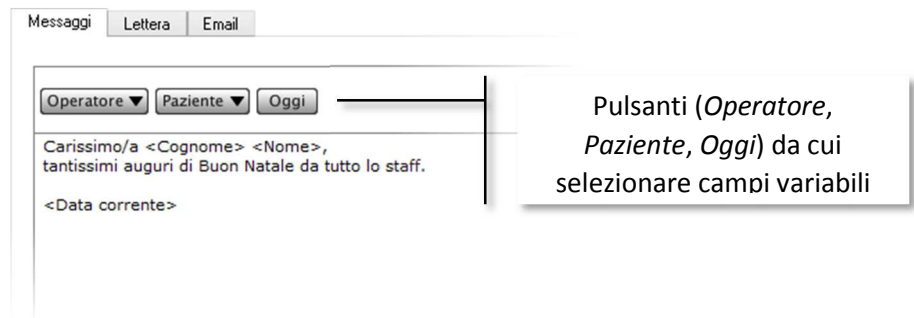 Messaggi Lettera Email
Operatore ▼ Paziente ▼ Oggi
Carissimo/a <Cognome> <Nome>,
tantissimi auguri di Buon Natale da tutto lo staff.
<Data corrente>
Pulsanti (Operatore,
Paziente, Oggi) da cui
selezionare campi variabili